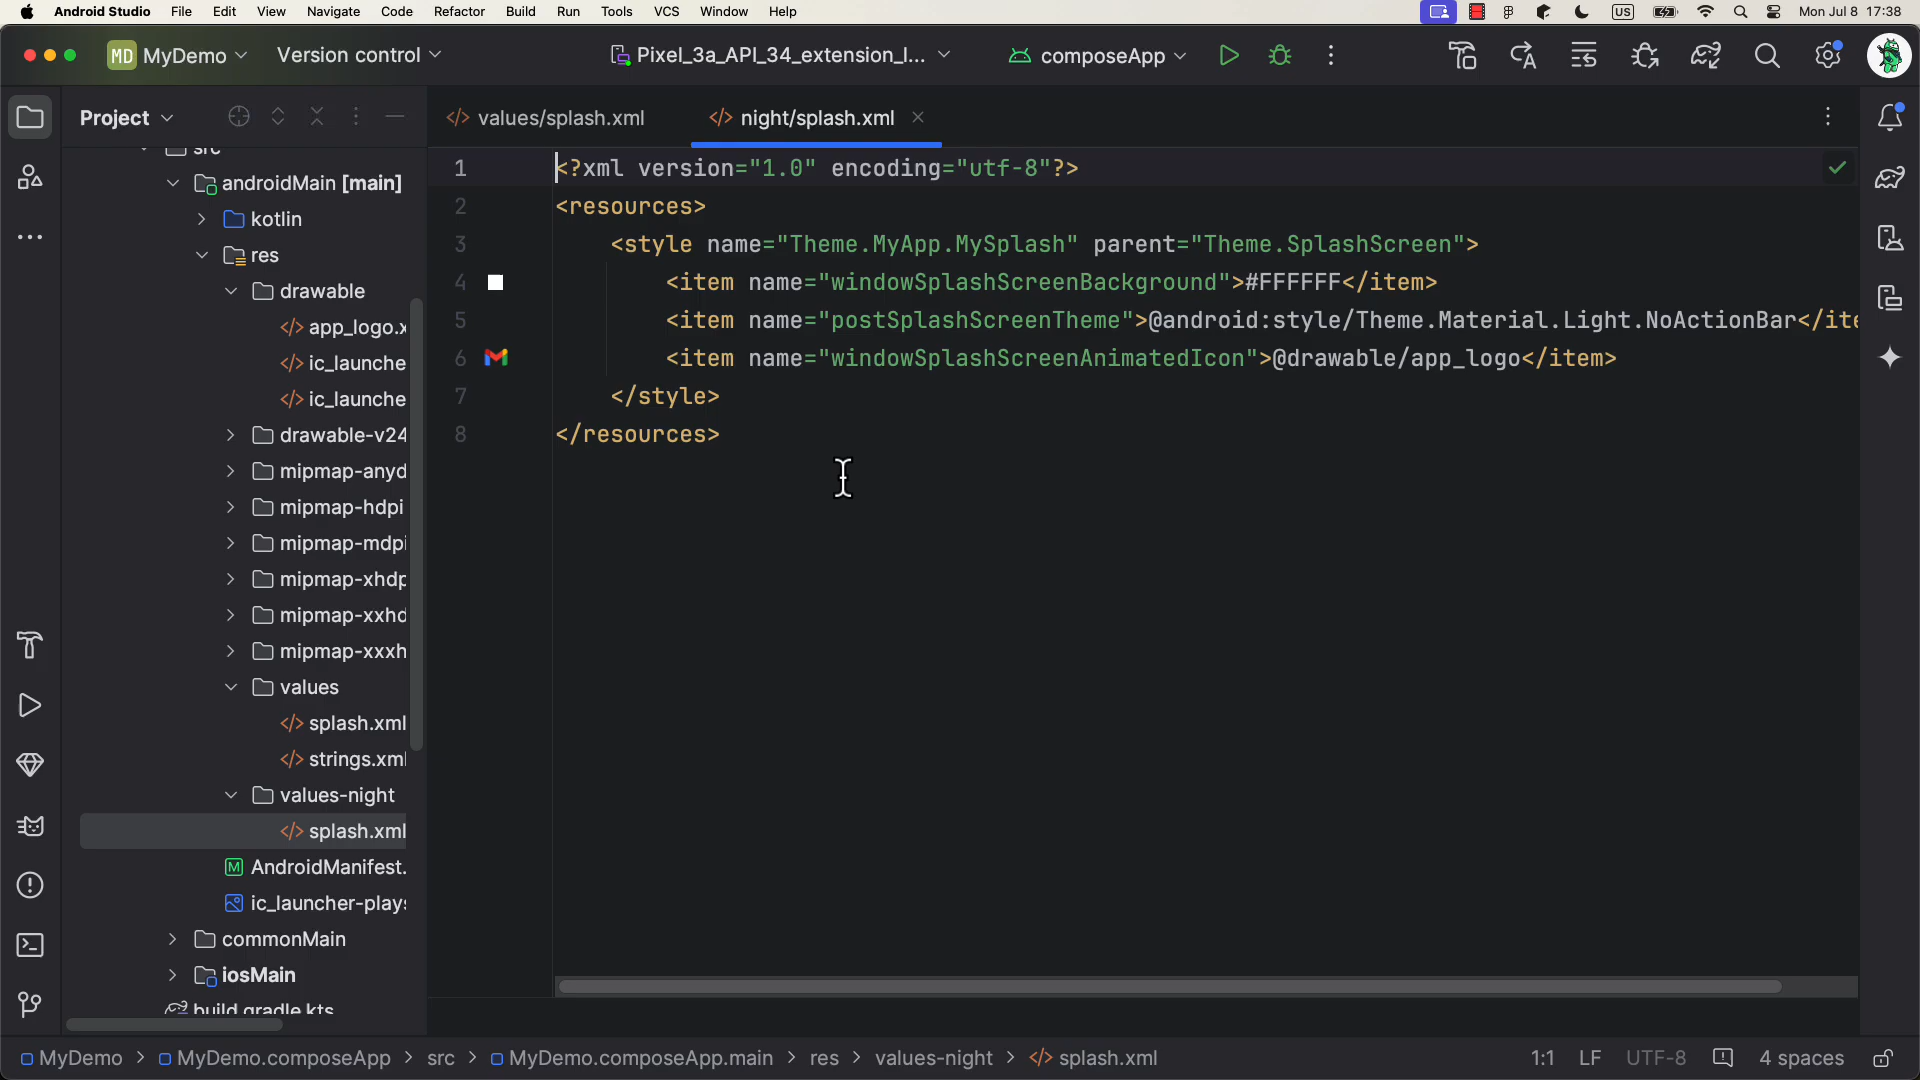 Android Studio File Edit View Navigate Code Refactor Build Run Tools VCS Window Help US Mon Jul 8 17:38
MD MyDemo Version control Pixel_3a_API_34_extension_l... composeApp
Project
values/splash.xml night/splash.xml
src
androidMain [main]
kotlin
res
drawable
app_logo.x
ic_launche
ic_launche
drawable-v24
mipmap-anyd
mipmap-hdpi
mipmap-mdpi
mipmap-xhdp
mipmap-xxhd
mipmap-xxxh
values
splash.xml
strings.xml
values-night
splash.xml
AndroidManifest.
ic_launcher-plays
commonMain
iosMain
build.gradle.kts
1 <?xml version="1.0" encoding="utf-8"?>
2 <resources>
3 <style name="Theme.MyApp.MySplash" parent="Theme.SplashScreen">
4 <item name="windowSplashScreenBackground">#FFFFFF</item>
5 <item name="postSplashScreenTheme">@android:style/Theme.Material.Light.NoActionBar</ite
6 <item name="windowSplashScreenAnimatedIcon">@drawable/app_logo</item>
7 </style>
8 </resources>
MyDemo > MyDemo.composeApp > src > MyDemo.composeApp.main > res > values-night > </> splash.xml 1:1 LF UTF-8 4 spaces